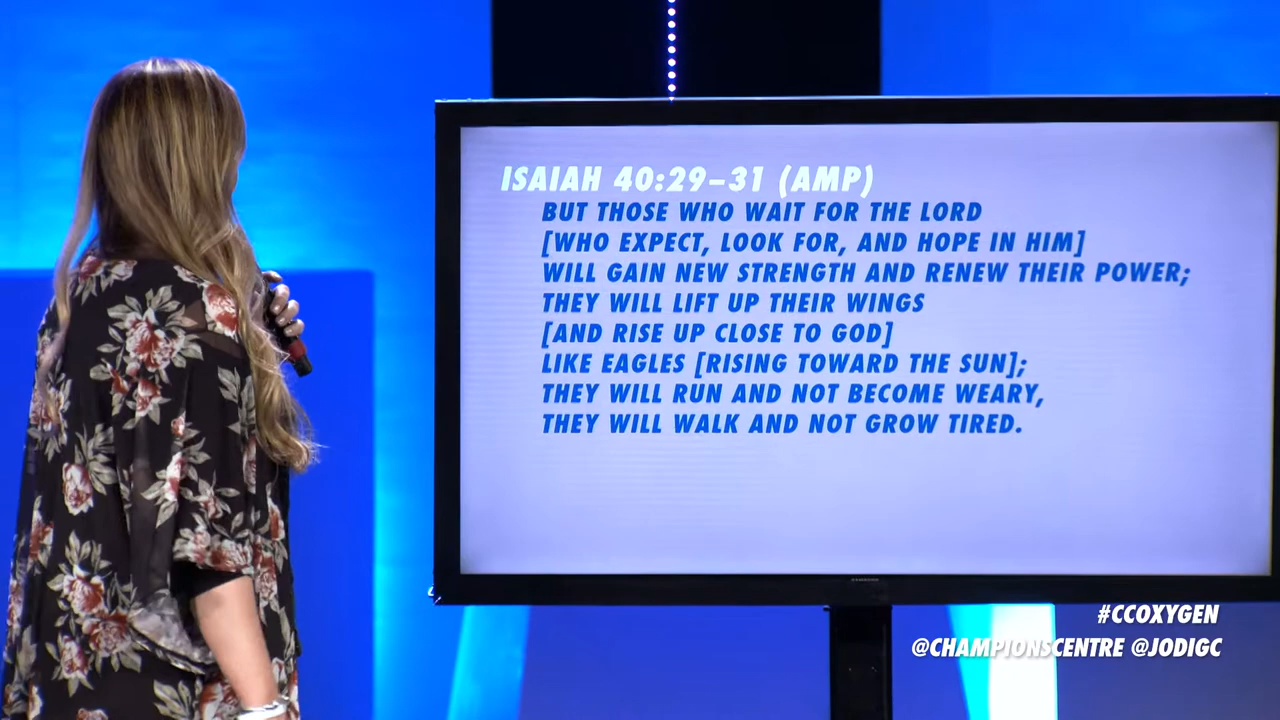 ISAIAH 40:29-31 (AMP)
BUT THOSE WHO WAIT FOR THE LORD
[WHO EXPECT, LOOK FOR, AND HOPE IN HIM]
WILL GAIN NEW STRENGTH AND RENEW THEIR POWER;
THEY WILL LIFT UP THEIR WINGS
[AND RISE UP CLOSE TO GOD]
LIKE EAGLES [RISING TOWARD THE SUN];
THEY WILL RUN AND NOT BECOME WEARY,
THEY WILL WALK AND NOT GROW TIRED.
SAMSUNG
#CCOXYGEN
@CHAMPIONSCENTRE @JODIGC